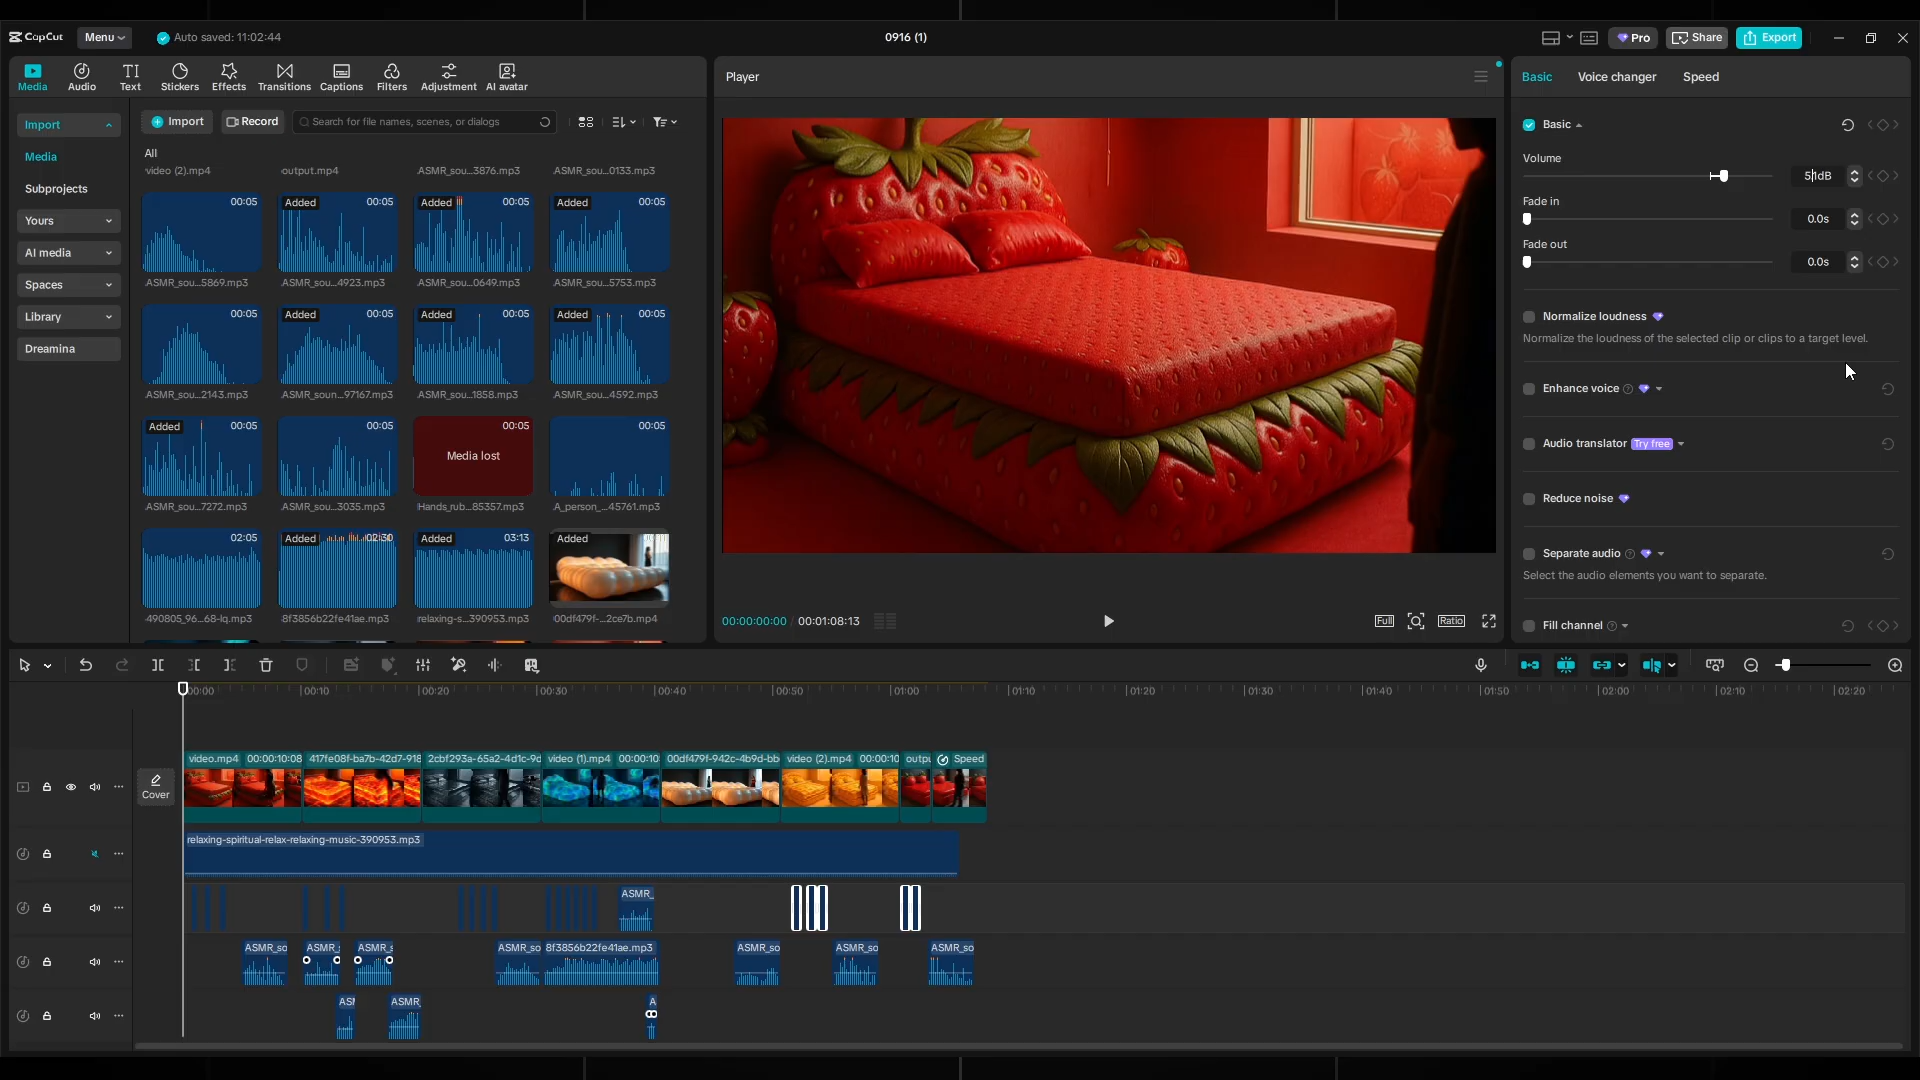 CapCut
Menu
Auto saved: 11:02:44
0916 (1)
Pro
Share
Export
Media
Audio
Text
Stickers
Effects
Transitions
Captions
Filters
Adjustment
AI avatar
Import
Media
Subprojects
Yours
AI media
Spaces
Library
Dreamina
Import
Record
Search for file names, scenes, or dialogs
All
video (2).mp4
output.mp4
ASMR_sou...3876.mp3
ASMR_sou...0133.mp3
00:05
Added 00:05
Added 00:05
Added 00:05
ASMR_sou...5869.mp3
ASMR_sou...4923.mp3
ASMR_sou...0649.mp3
ASMR_sou...5753.mp3
00:05
Added 00:05
Added 00:05
Added 00:05
ASMR_sou...2143.mp3
ASMR_soun...97167.mp3
ASMR_sou...1858.mp3
ASMR_sou...4592.mp3
Added 00:05
00:05
00:05
00:05
Media lost
ASMR_sou...7272.mp3
ASMR_sou...3035.mp3
Hands_rub...85357.mp3
A_person_...45761.mp3
02:05
Added 02:30
Added 03:13
Added
490805_96...68-lq.mp3
8f3856b22fe41ae.mp3
relaxing-s...390953.mp3
00df479f-...2ce7b.mp4
Player
00:00:00:00 / 00:01:08:13
Full
Ratio
Basic
Voice changer
Speed
Basic
Volume
51dB
Fade in
0.0s
Fade out
0.0s
Normalize loudness
Normalize the loudness of the selected clip or clips to a target level.
Enhance voice
Audio translator Try free
Reduce noise
Separate audio
Select the audio elements you want to separate.
Fill channel
00:00 00:10 00:20 00:30 00:40 00:50 01:00 01:10 01:20 01:30 01:40 01:50 02:00 02:10 02:20
Cover
video.mp4 00:00:10:08
417fe08f-ba7b-42d7-918
2cbf293a-65a2-4d1c-9d
video (1).mp4 00:00:10
00df479f-942c-4b9d-bb
video (2).mp4 00:00:10
outpu
Speed
relaxing-spiritual-relax-relaxing-music-390953.mp3
ASMR_
ASMR_so
ASMR_s
ASMR_s
ASMR_so
8f3856b22fe41ae.mp3
ASMR_so
ASMR_so
ASMR_so
ASM
ASMR_
A